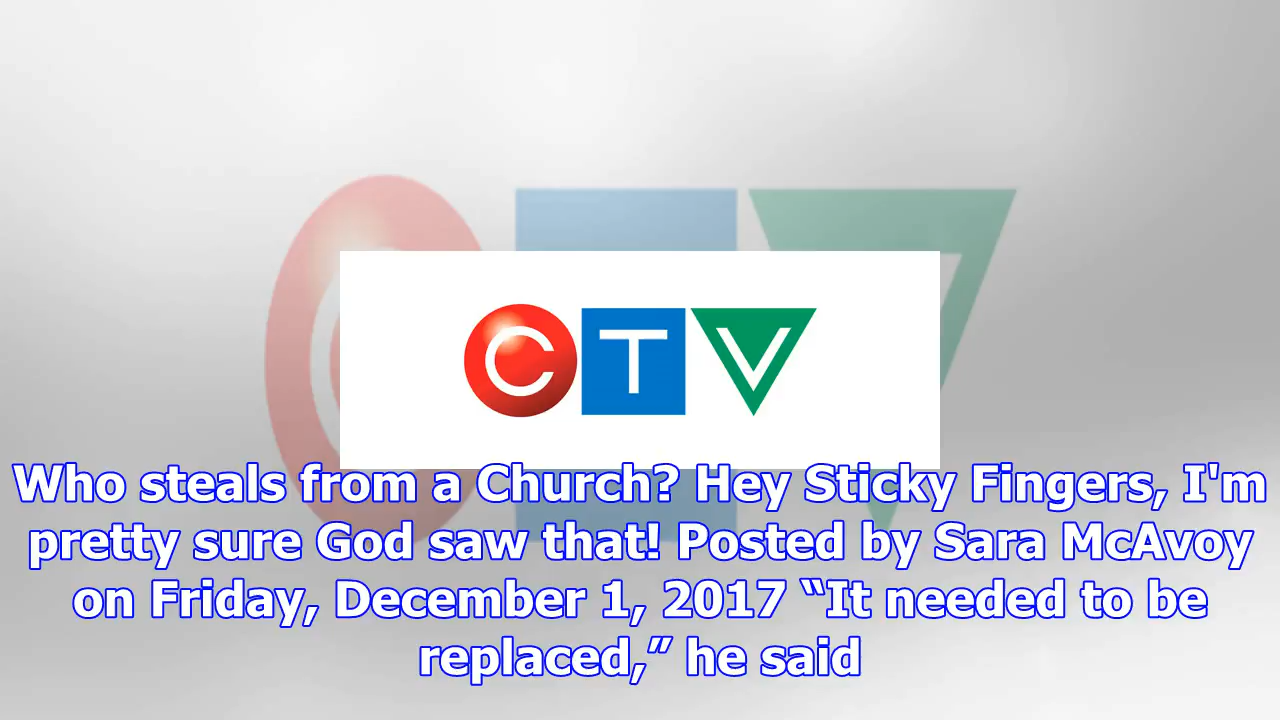 CTV
Who steals from a Church? Hey Sticky Fingers, I'm
pretty sure God saw that! Posted by Sara McAvoy
on Friday, December 1, 2017 “It needed to be
replaced,” he said